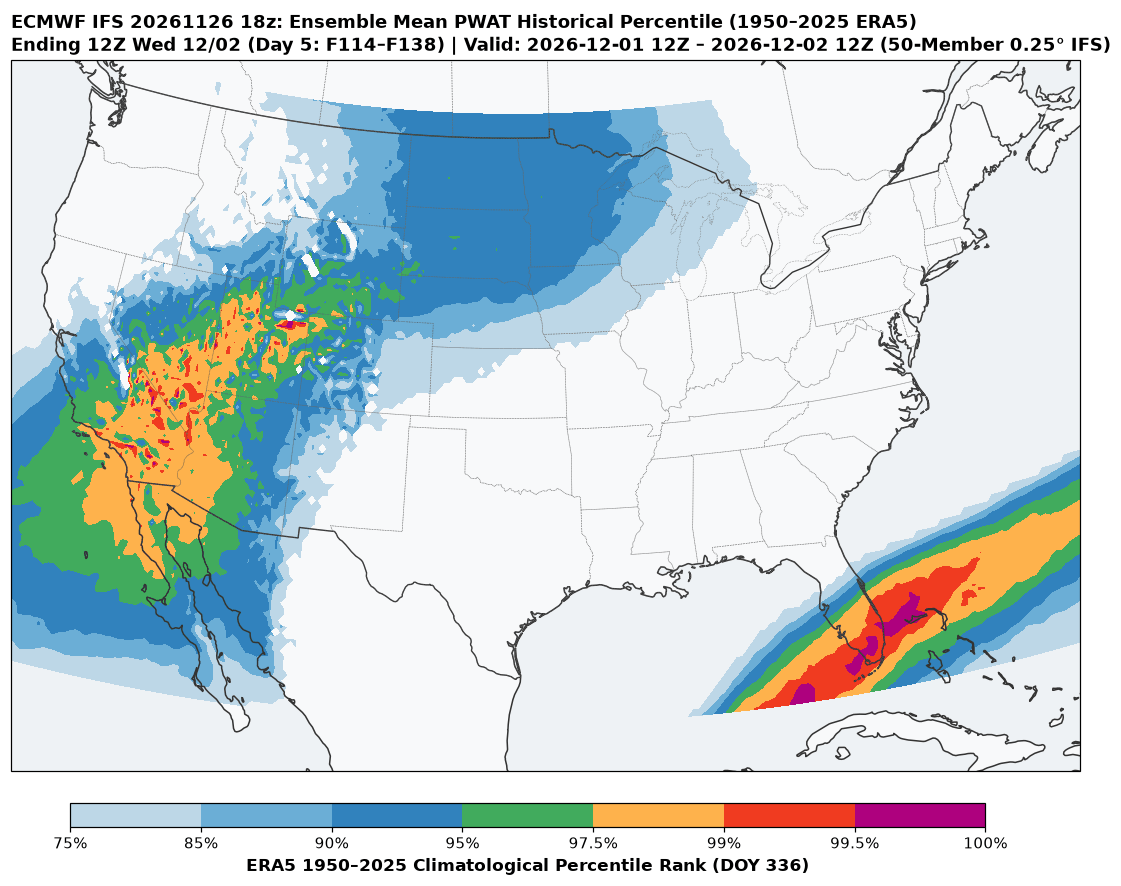 ECMWF IFS 20261126 18z: Ensemble Mean PWAT Historical Percentile (1950–2025 ERA5)
Ending 12Z Wed 12/02 (Day 5: F114–F138) | Valid: 2026-12-01 12Z – 2026-12-02 12Z (50-Member 0.25° IFS)
75% 85% 90% 95% 97.5% 99% 99.5% 100%
ERA5 1950–2025 Climatological Percentile Rank (DOY 336)